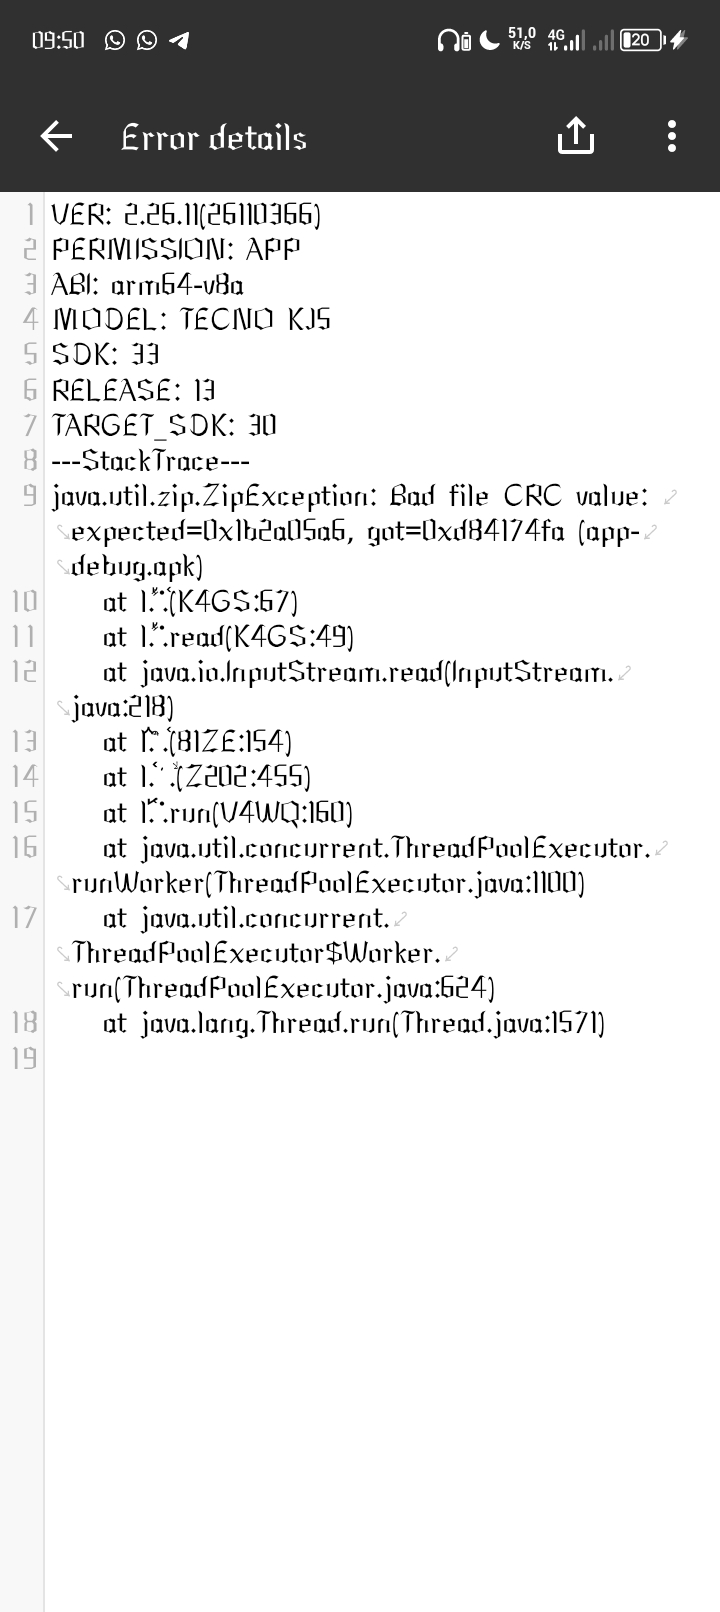 09:50 51,0 K/S 4G 20
Error details
1 VER: 2.26.11(26110366)
2 PERMISSION: APP
3 ABI: arm64-v8a
4 MODEL: TECNO KJ5
5 SDK: 33
6 RELEASE: 13
7 TARGET_SDK: 30
8 ---StackTrace---
9 java.util.zip.ZipException: Bad file CRC value:
expected=0x1b2a05a6, got=0xd84174fa (app-
debug.apk)
10 at l.(K4GS:67)
11 at l.read(K4GS:49)
12 at java.io.InputStream.read(InputStream.
java:218)
13 at l.(81ZE:154)
14 at l.(Z202:455)
15 at l.run(V4WQ:160)
16 at java.util.concurrent.ThreadPoolExecutor.
runWorker(ThreadPoolExecutor.java:1100)
17 at java.util.concurrent.
ThreadPoolExecutor$Worker.
run(ThreadPoolExecutor.java:624)
18 at java.lang.Thread.run(Thread.java:1571)
19